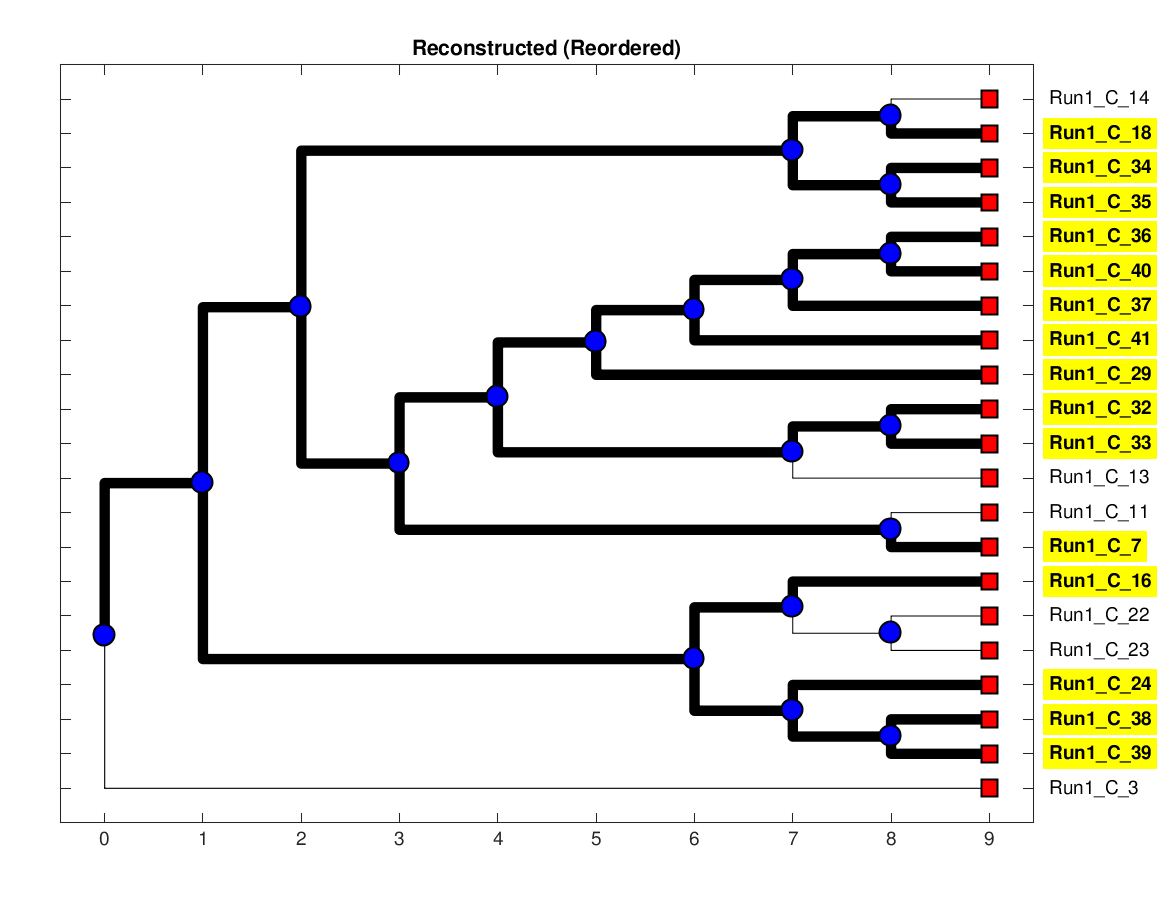 Reconstructed (Reordered)
Run1_C_14
Run1_C_18
Run1_C_34
Run1_C_35
Run1_C_36
Run1_C_40
Run1_C_37
Run1_C_41
Run1_C_29
Run1_C_32
Run1_C_33
Run1_C_13
Run1_C_11
Run1_C_7
Run1_C_16
Run1_C_22
Run1_C_23
Run1_C_24
Run1_C_38
Run1_C_39
Run1_C_3
0 1 2 3 4 5 6 7 8 9